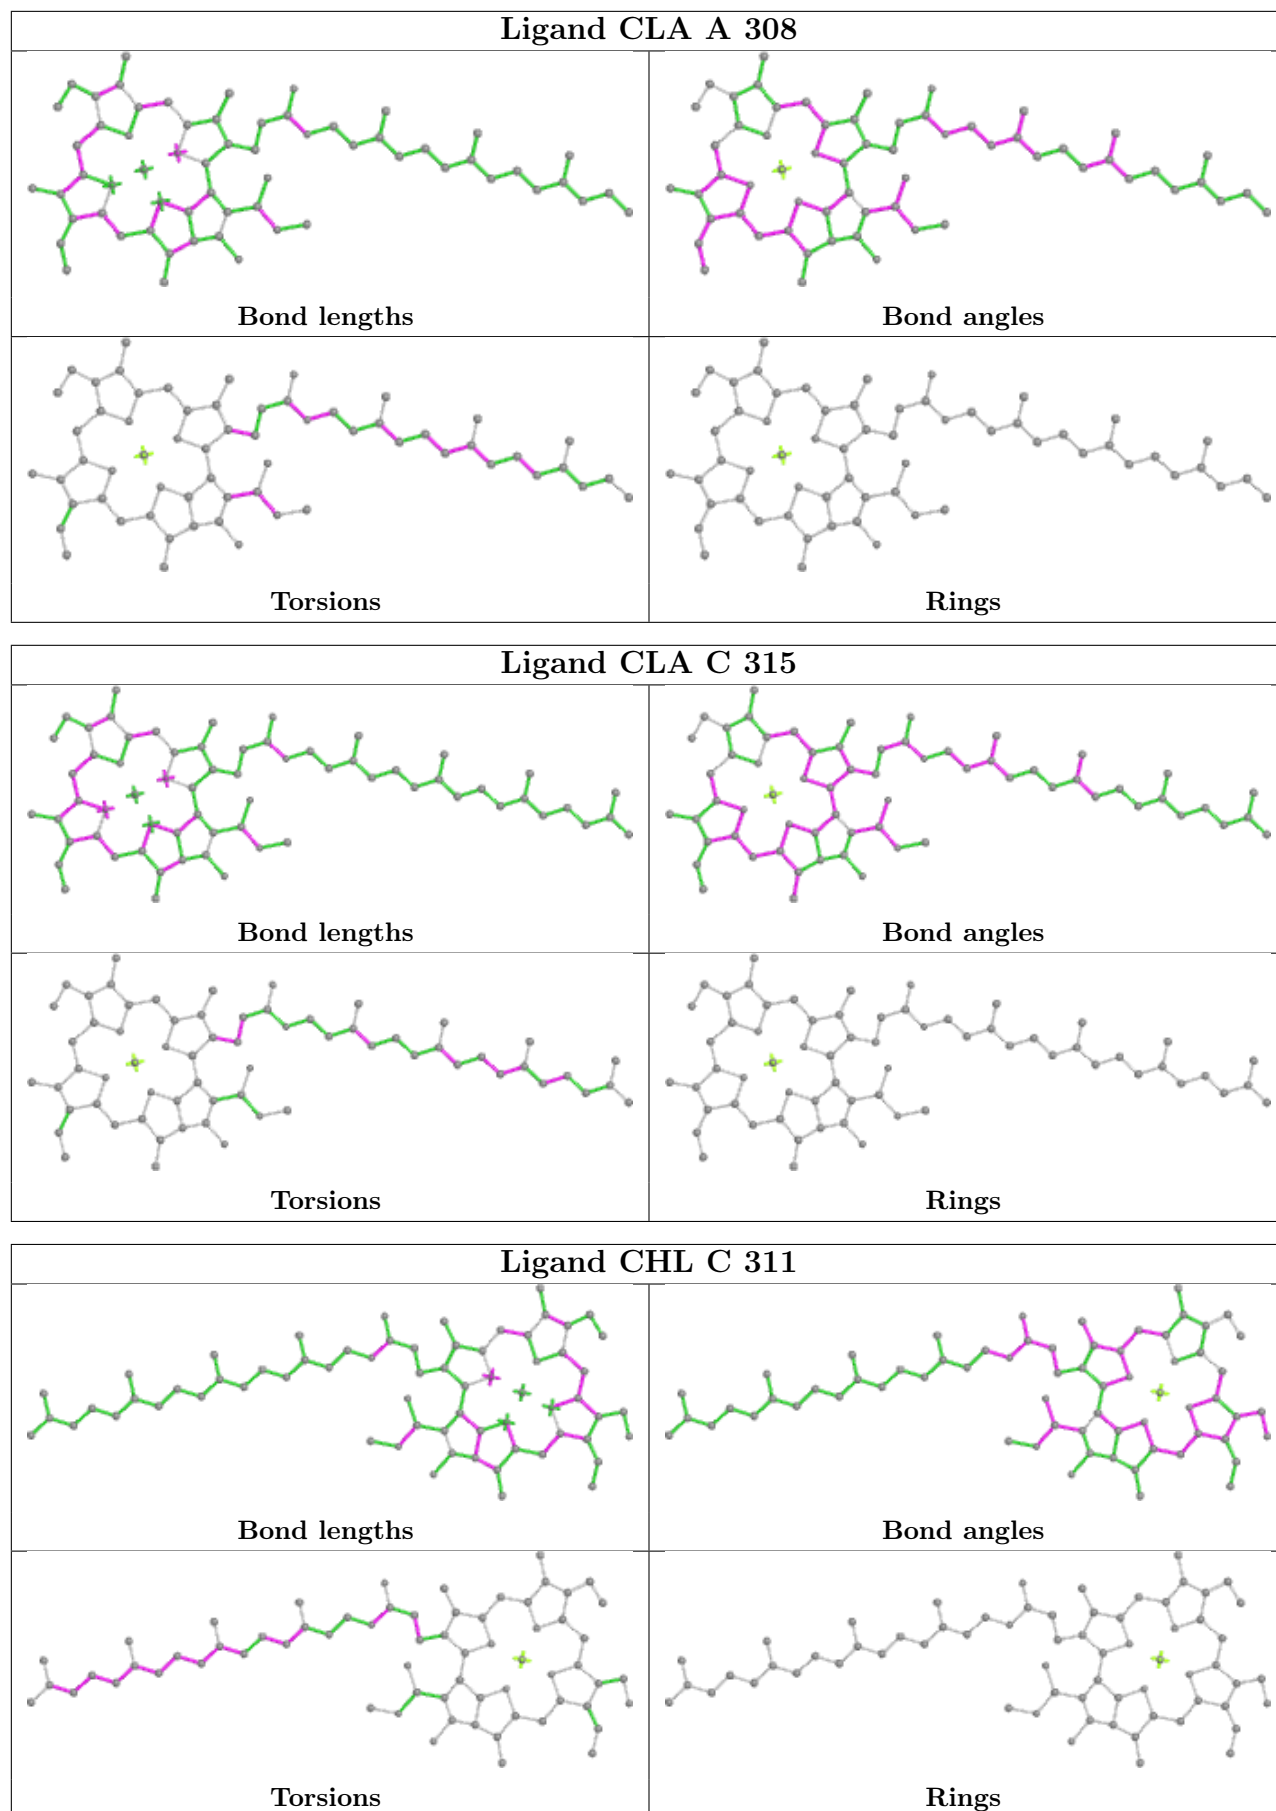 Ligand CLA A 308
Bond lengths
Bond angles
Torsions
Rings
Ligand CLA C 315
Bond lengths
Bond angles
Torsions
Rings
Ligand CHL C 311
Bond lengths
Bond angles
Torsions
Rings